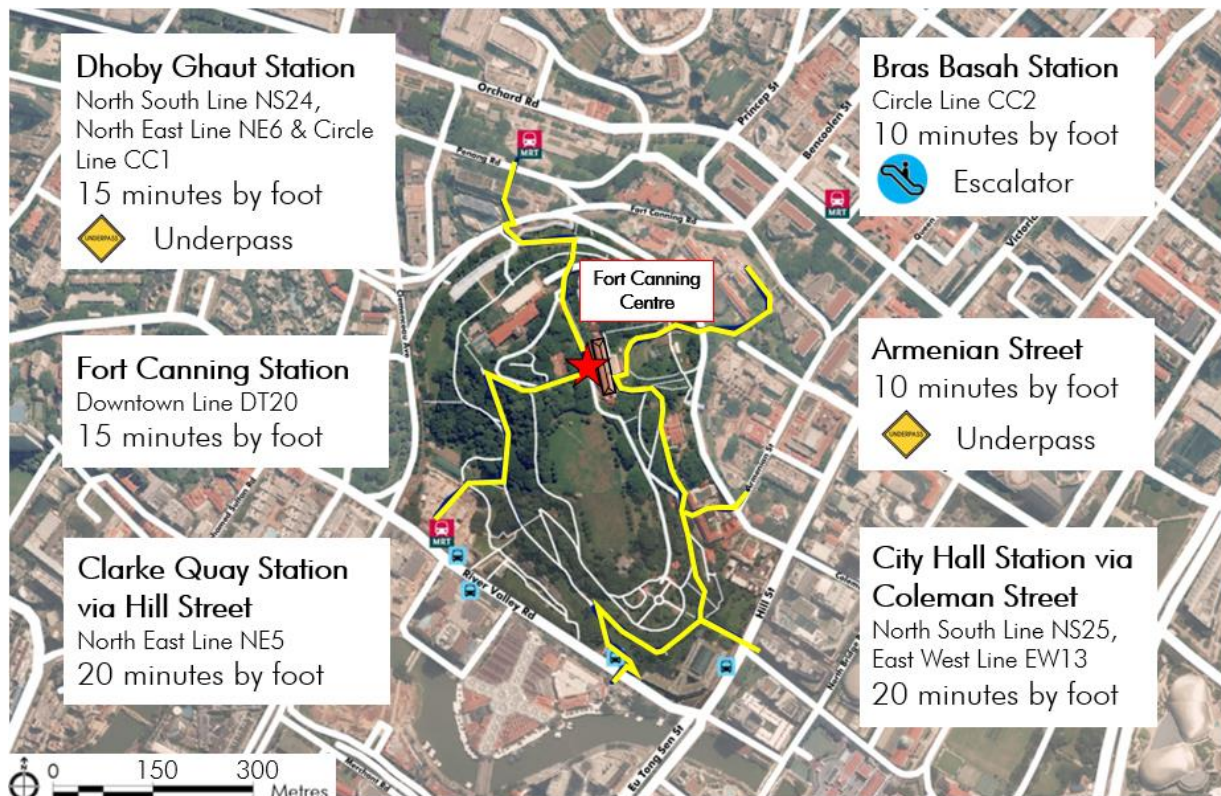 Dhoby Ghaut Station
North South Line NS24,
North East Line NE6 & Circle
Line CC1
15 minutes by foot
UNDERPASS
Underpass
Fort Canning Station
Downtown Line DT20
15 minutes by foot
Clarke Quay Station
via Hill Street
North East Line NE5
20 minutes by foot
Bras Basah Station
Circle Line CC2
10 minutes by foot
Escalator
Armenian Street
10 minutes by foot
UNDERPASS
Underpass
City Hall Station via
Coleman Street
North South Line NS25,
East West Line EW13
20 minutes by foot
Fort Canning
Centre
Orchard Rd
Penang Rd
Princep St
Bencoolen St
Fort Canning Rd
MRT
MRT
MRT
Queen
Victoria
Clemenceau Ave
Armenian St
River Valley Rd
Hill St
Colem
North Bridge R
Eu Tong Sen St
Merchant Rd
N
0 150 300
Metres